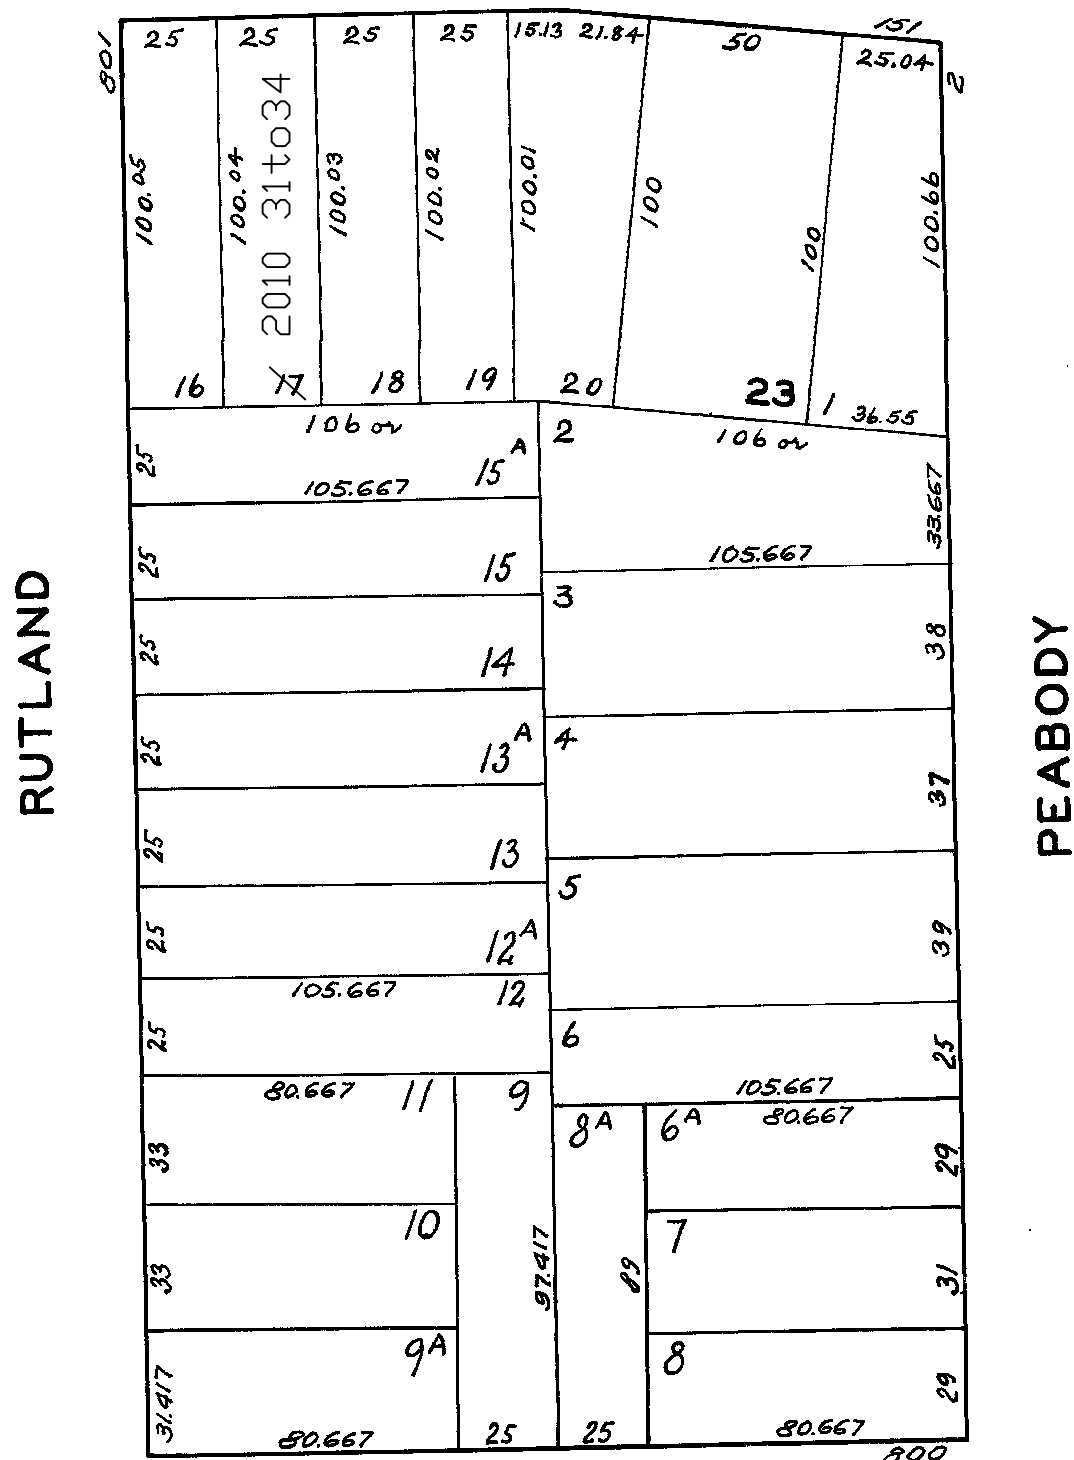 801
25 25 25 25 15.13 21.84 50 151
25.04 2
100.05 100.04 2010 31to34 100.03 100.02 100.01 100 100 100.66
16 17 18 19 20 23 1 36.55
106 or 2 106 or
25 15A 33.667
105.667
25 15 105.667
3
25 14 38
25 13A 4 37
25 13 5
25 12A 39
105.667 12
25 6 25
105.667
80.667 11 9 8A 6A 80.667
33 29
10 7
33 97.417 89 31
9A 8
31.417 29
80.667 25 25 80.667
800
RUTLAND
PEABODY